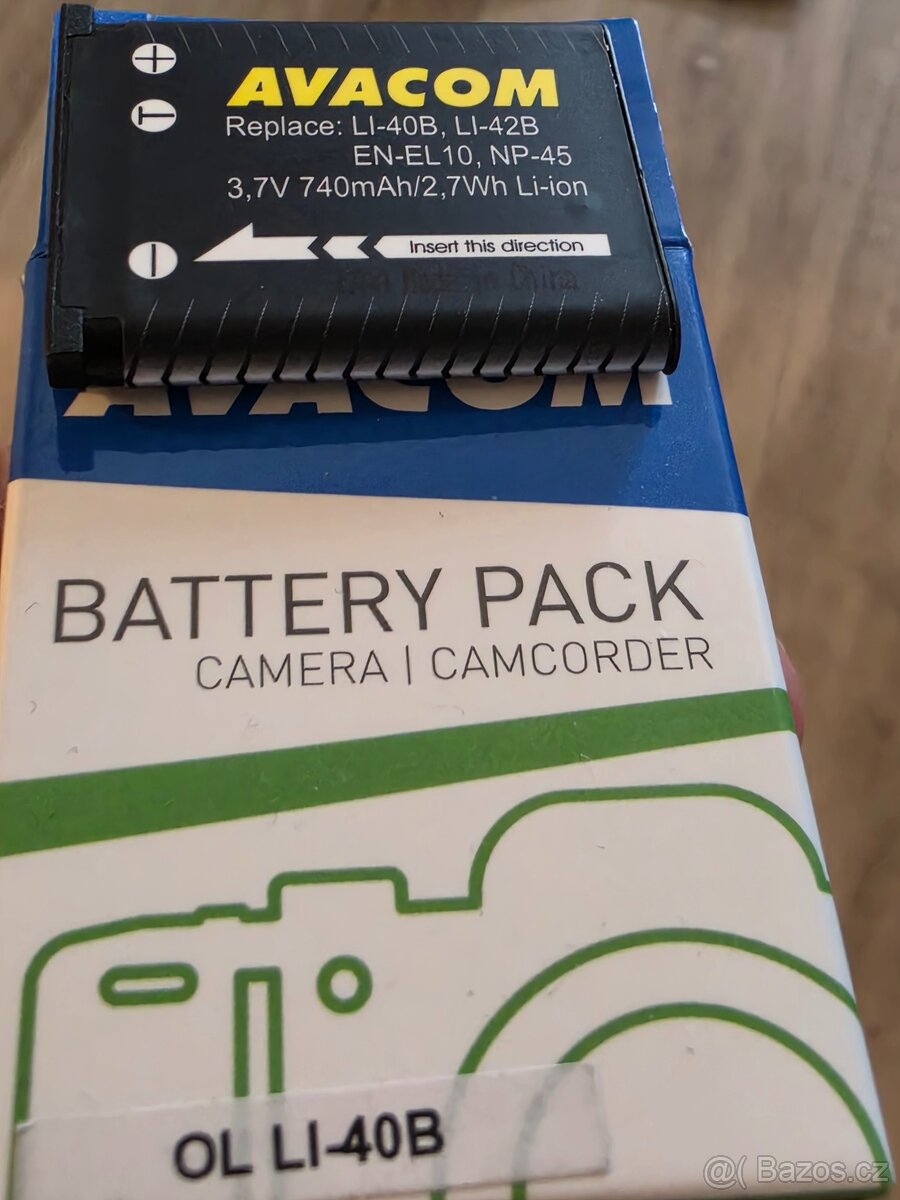 AVACOM
Replace: LI-40B, LI-42B
EN-EL10, NP-45
3,7V 740mAh/2,7Wh Li-ion
+
T
−
Insert this direction
Made in China
AVACOM
BATTERY PACK
CAMERA | CAMCORDER
OL LI-40B
@( Bazos.cz